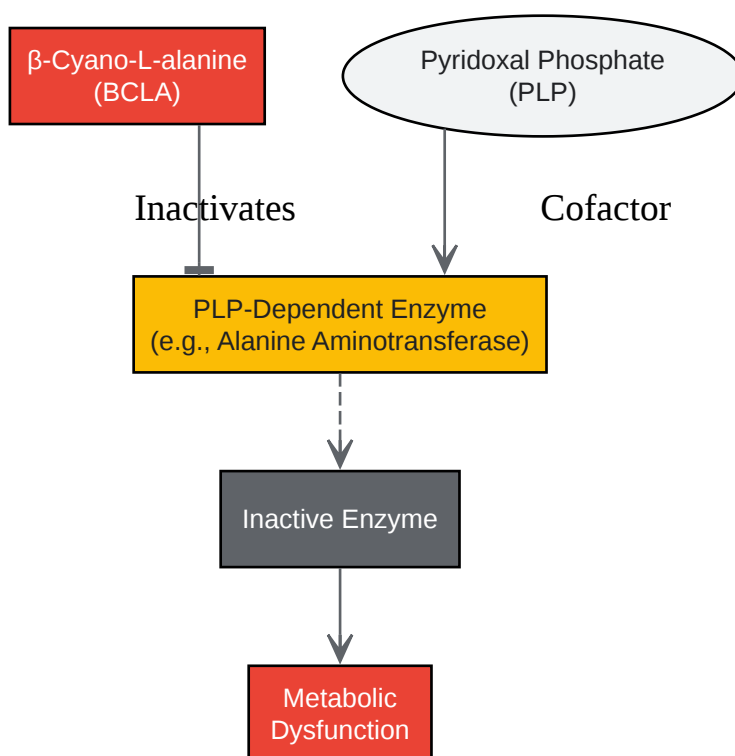 β-Cyano-L-alanine
(BCLA)
Pyridoxal Phosphate
(PLP)
Inactivates
Cofactor
PLP-Dependent Enzyme
(e.g., Alanine Aminotransferase)
Inactive Enzyme
Metabolic
Dysfunction